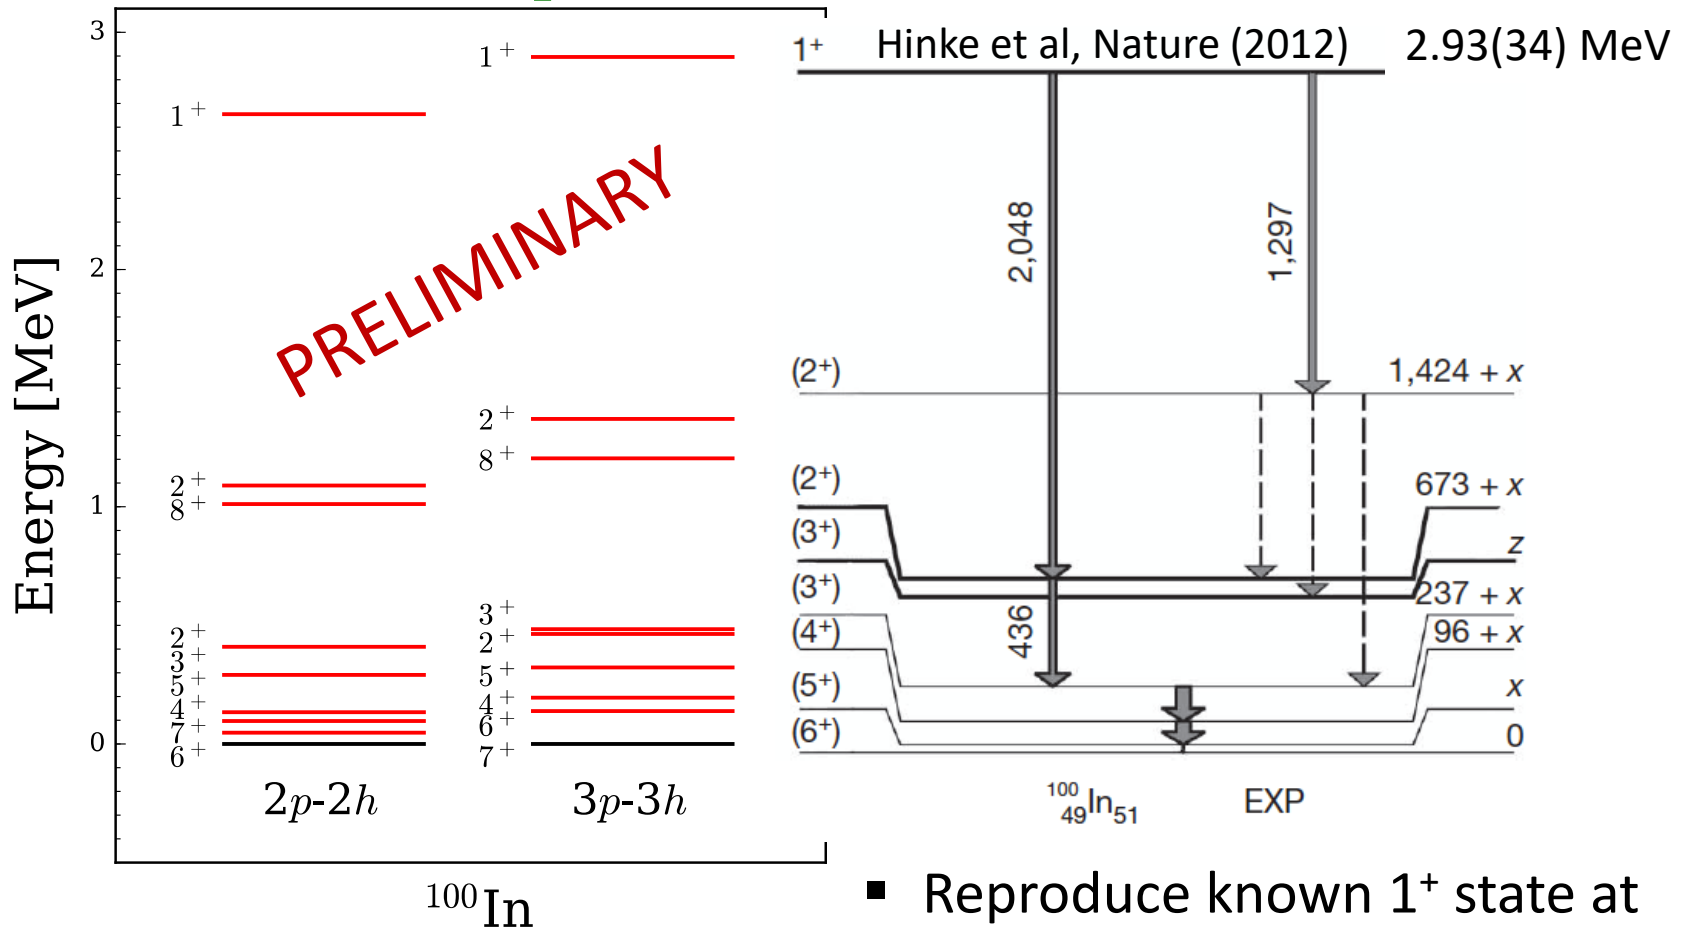 Energy [MeV]
3
2
1
0
1+
2+
8+
2+
3+
5+
4+
7+
6+
2p-2h
1+
2+
8+
3+
2+
5+
4+
6+
7+
3p-3h
100In
PRELIMINARY
Hinke et al, Nature (2012) 2.93(34) MeV
1+
2,048
1,297
(2+) 1,424 + x
(2+) 673 + x
(3+) z
(3+) 237 + x
436
(4+) 96 + x
(5+) x
(6+) 0
100 49In51 EXP
▪ Reproduce known 1+ state at